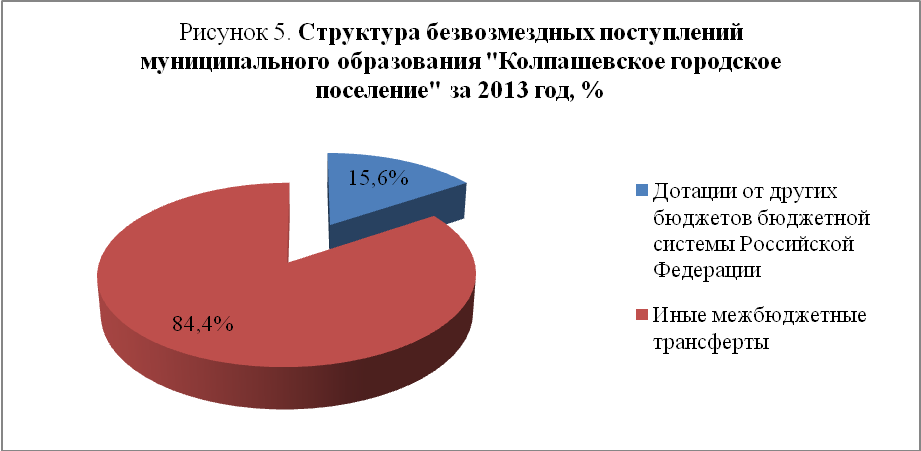 Рисунок 5. Структура безвозмездных поступлений
муниципального образования "Колпашевское городское
поселение" за 2013 год, %
15,6%
84,4%
Дотации от других
бюджетов бюджетной
системы Российской
Федерации
Иные межбюджетные
трансферты